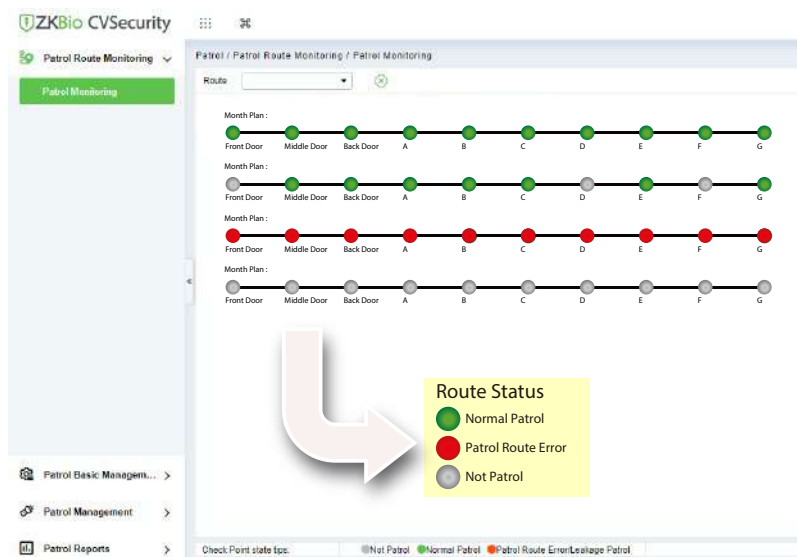 ZKBio CVSecurity
Patrol Route Monitoring
Patrol Monitoring
Patrol / Patrol Route Monitoring / Patrol Monitoring
Route
Month Plan :
Front Door Middle Door Back Door A B C D E F G
Month Plan :
Front Door Middle Door Back Door A B C D E F G
Month Plan :
Front Door Middle Door Back Door A B C D E F G
Month Plan :
Front Door Middle Door Back Door A B C D E F G
Route Status
Normal Patrol
Patrol Route Error
Not Patrol
Patrol Basic Managem...
Patrol Management
Patrol Reports
Check Point state tips: Not Patrol Normal Patrol Patrol Route Error/Leakage Patrol